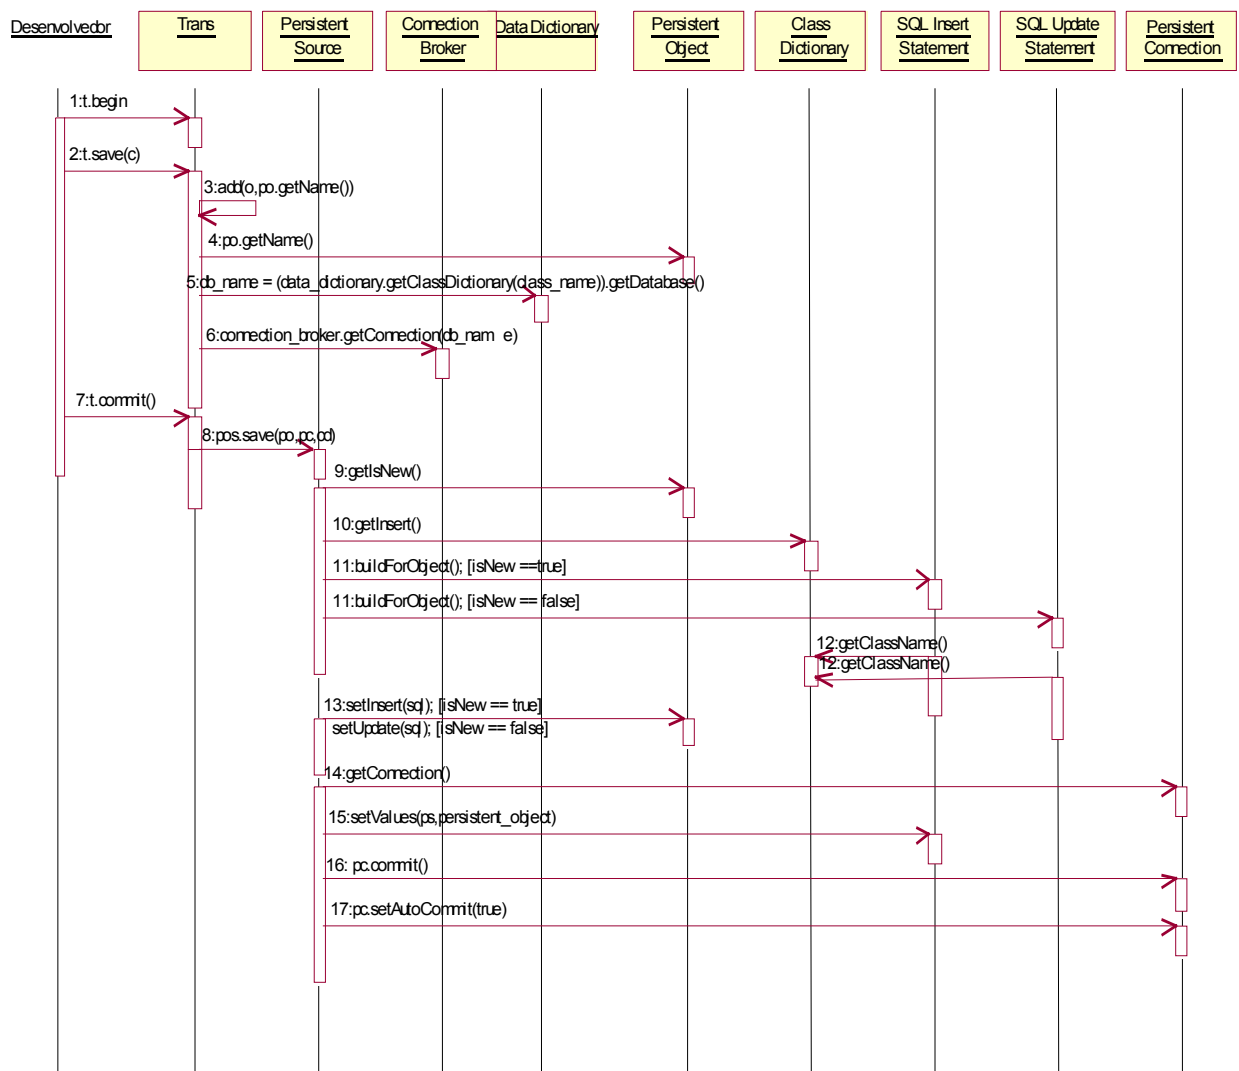 Desenvolvedor
Trans
Persistent
Source
Connection
Broker
Data Dictionary
Persistent
Object
Class
Dictionary
SQL Insert
Statement
SQL Update
Statement
Persistent
Connection
1:t.begin
2:t.save(c)
3:add(o,po.getName())
4:po.getName()
5:db_name = (data_dictionary.getClassDictionary(class_name)).getDatabase()
6:connection_broker.getConnection(db_nam e)
7:t.commit()
8:pos.save(po,pc,cd)
9:getIsNew()
10:getInsert()
11:buildForObject(); [isNew ==true]
11:buildForObject(); [isNew == false]
12:getClassName()
12:getClassName()
13:setInsert(sql); [isNew == true]
setUpdate(sql); [isNew == false]
14:getConnection()
15:setValues(ps,persistent_object)
16: pc.commit()
17:pc.setAutoCommit(true)